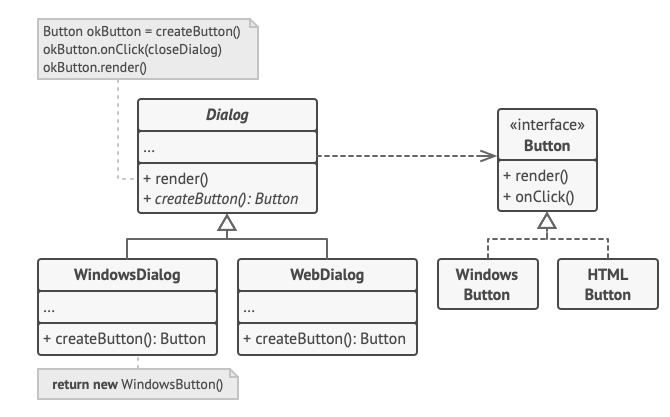 Button okButton = createButton()
okButton.onClick(closeDialog)
okButton.render()
Dialog
...
+ render()
+ createButton(): Button
«interface»
Button
+ render()
+ onClick()
WindowsDialog
...
+ createButton(): Button
WebDialog
...
+ createButton(): Button
Windows
Button
HTML
Button
return new WindowsButton()